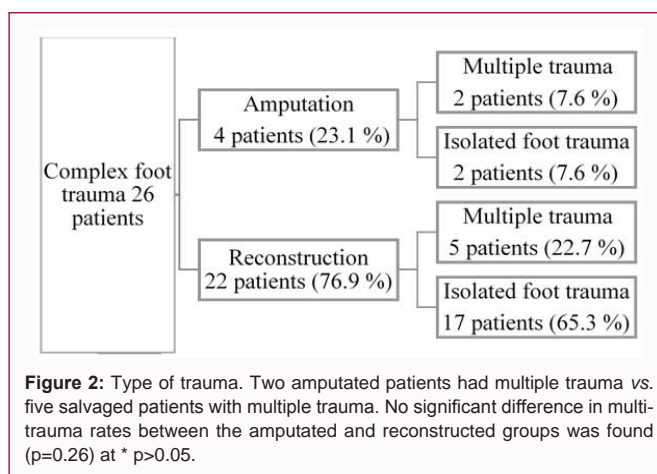 Complex foot
trauma 26
patients
Amputation
4 patients (23.1 %)
Multiple trauma
2 patients (7.6 %)
Isolated foot trauma
2 patients (7.6 %)
Reconstruction
22 patients (76.9 %)
Multiple trauma
5 patients (22.7 %)
Isolated foot trauma
17 patients (65.3 %)
Figure 2: Type of trauma. Two amputated patients had multiple trauma vs.
five salvaged patients with multiple trauma. No significant difference in multi-
trauma rates between the amputated and reconstructed groups was found
(p=0.26) at * p>0.05.